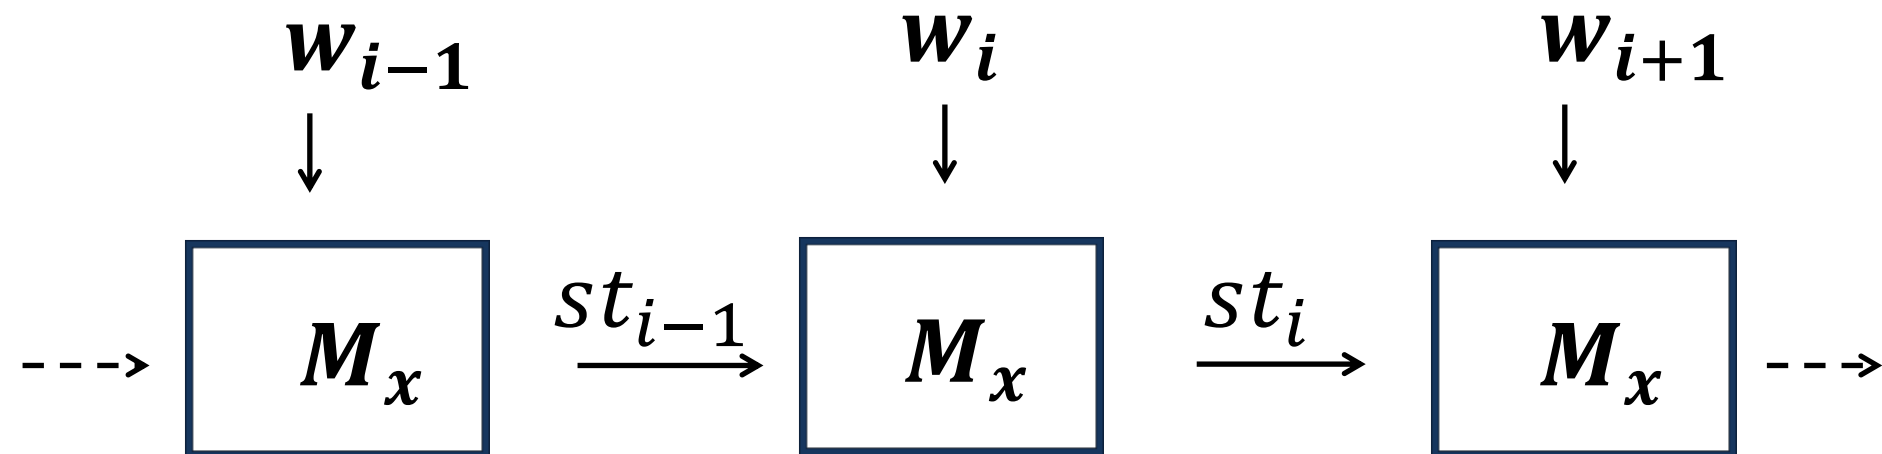 w_{i-1} w_i w_{i+1}
st_{i-1} st_i
M_x M_x M_x